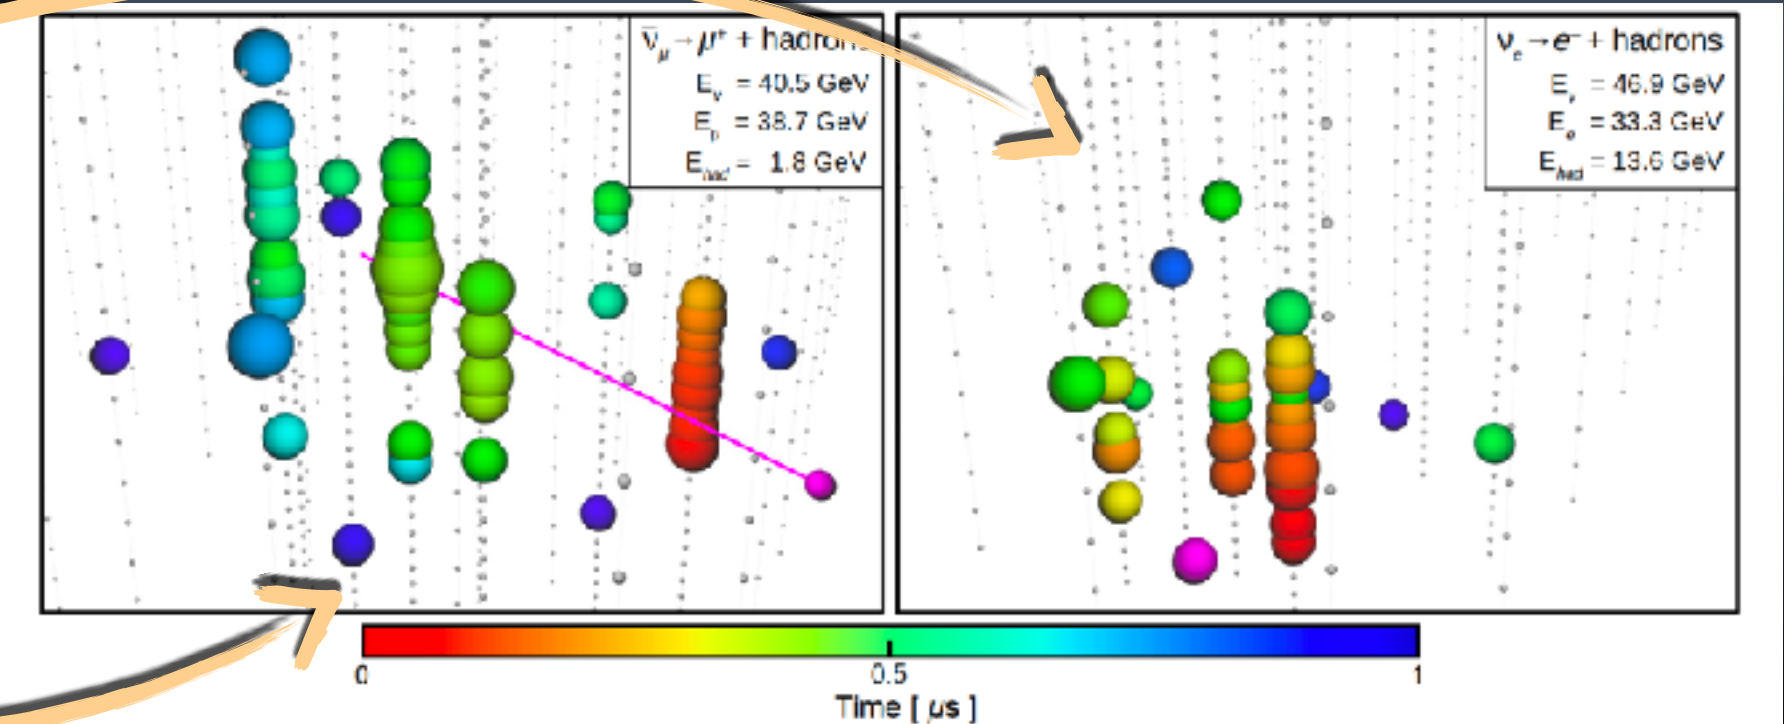 ν̄μ → μ⁺ + hadrons
Eν = 40.5 GeV
Eμ = 38.7 GeV
Ehad = 1.8 GeV
νe → e⁻ + hadrons
Eν = 46.9 GeV
Ee = 33.3 GeV
Ehad = 13.6 GeV
0 0.5 1
Time [ μs ]